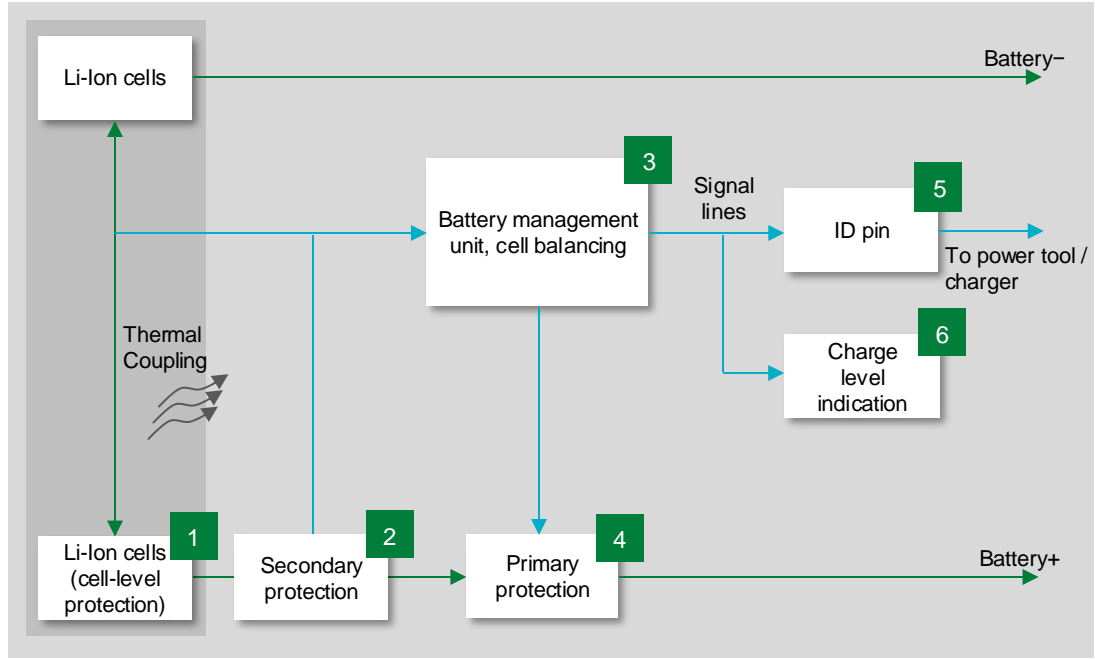 Li-Ion cells
Battery−
3
Battery management
unit, cell balancing
Signal
lines
5
ID pin
To power tool /
charger
Thermal
Coupling
6
Charge
level
indication
1
Li-Ion cells
(cell-level
protection)
2
Secondary
protection
4
Primary
protection
Battery+